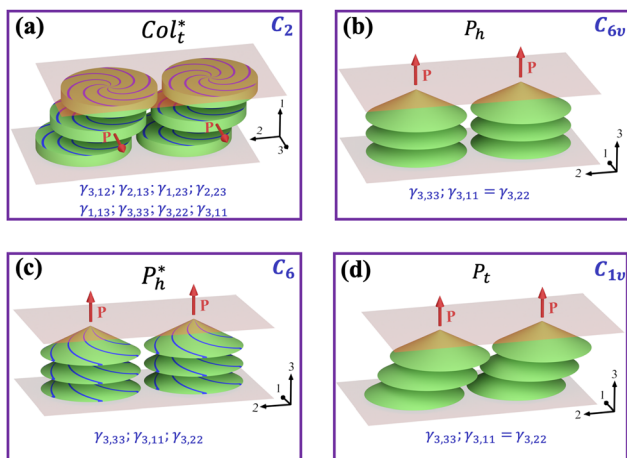 (a) Col*t C2
P P
1
2
3
γ3,12; γ2,13; γ1,23; γ2,23
γ1,13; γ3,33; γ3,22; γ3,11
(b) Ph C6v
P P
3
1
2
γ3,33; γ3,11 = γ3,22
(c) P*h C6
P P
3
1
2
γ3,33; γ3,11; γ3,22
(d) Pt C1v
P P
3
1
2
γ3,33; γ3,11 = γ3,22